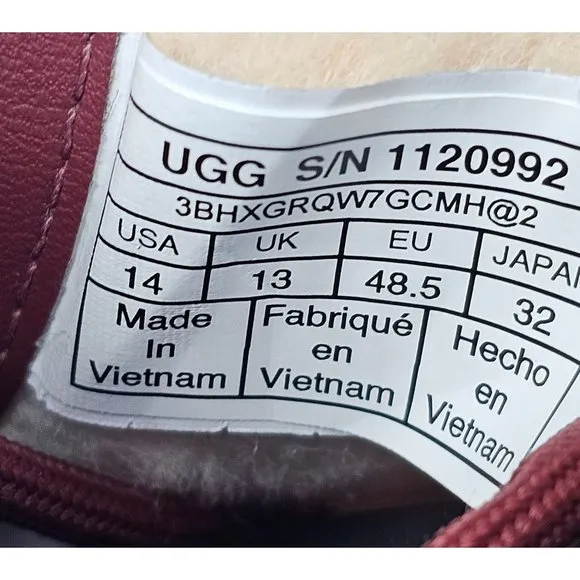 UGG S/N 1120992
3BHXGRQW7GCMH@2
USA UK EU
14 13 48.5 32
Made Fabriqué Hecho
In en en
Vietnam Vietnam Vietnam